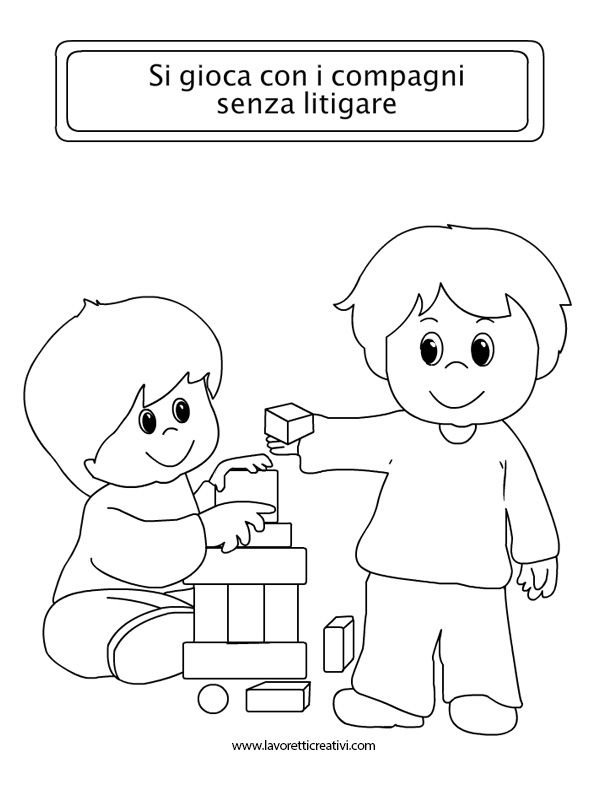 Si gioca con i compagni
senza litigare
www.lavoretticreativi.com